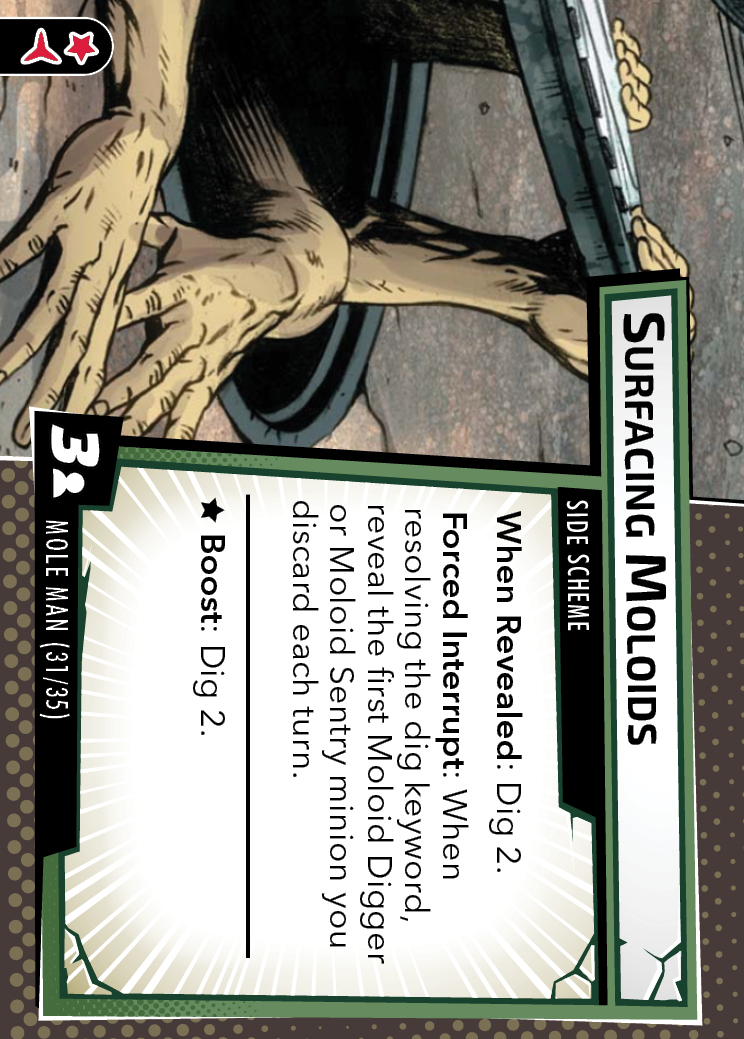 SURFACING MOLOIDS
SIDE SCHEME
When Revealed: Dig 2.
Forced Interrupt: When
resolving the dig keyword,
reveal the first Moloid Digger
or Moloid Sentry minion you
discard each turn.
★ Boost: Dig 2.
3
MOLE MAN (31/35)